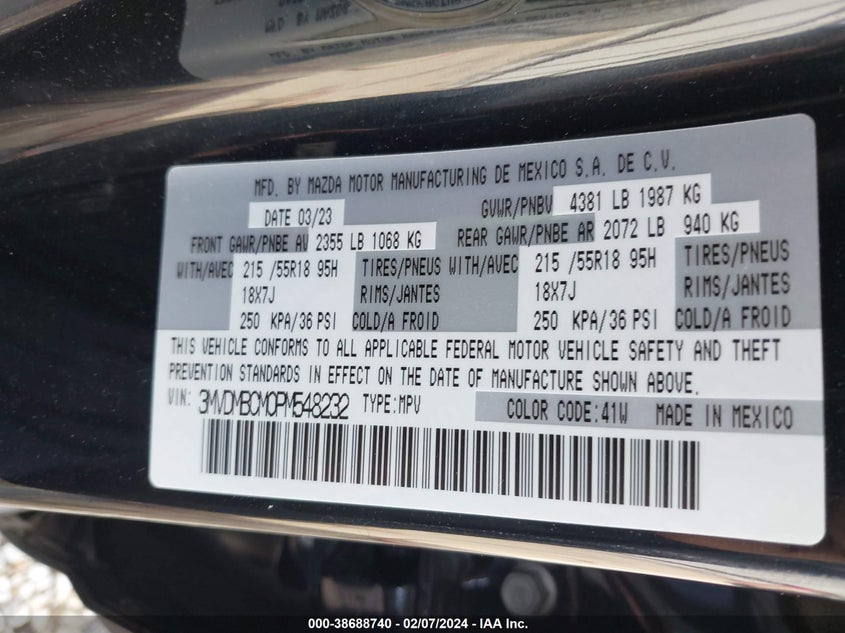 MFD. BY MAZDA MOTOR MANUFACTURING DE MEXICO S.A. DE C.V.
DATE 03/23 GVWR/PNBV 4381 LB 1987 KG
FRONT GAWR/PNBE AV 2355 LB 1068 KG REAR GAWR/PNBE AR 2072 LB 940 KG
WITH/AVEC 215 /55R18 95H TIRES/PNEUS WITH/AVEC 215 /55R18 95H TIRES/PNEUS
18X7J RIMS/JANTES 18X7J RIMS/JANTES
250 KPA/36 PSI COLD/A FROID 250 KPA/36 PSI COLD/A FROID
THIS VEHICLE CONFORMS TO ALL APPLICABLE FEDERAL MOTOR VEHICLE SAFETY AND THEFT
PREVENTION STANDARDS IN EFFECT ON THE DATE OF MANUFACTURE SHOWN ABOVE.
VIN: 3MVDMBCM0PM548232 TYPE:MPV COLOR CODE:41W MADE IN MEXICO
000-38688740 - 02/07/2024 - IAA Inc.